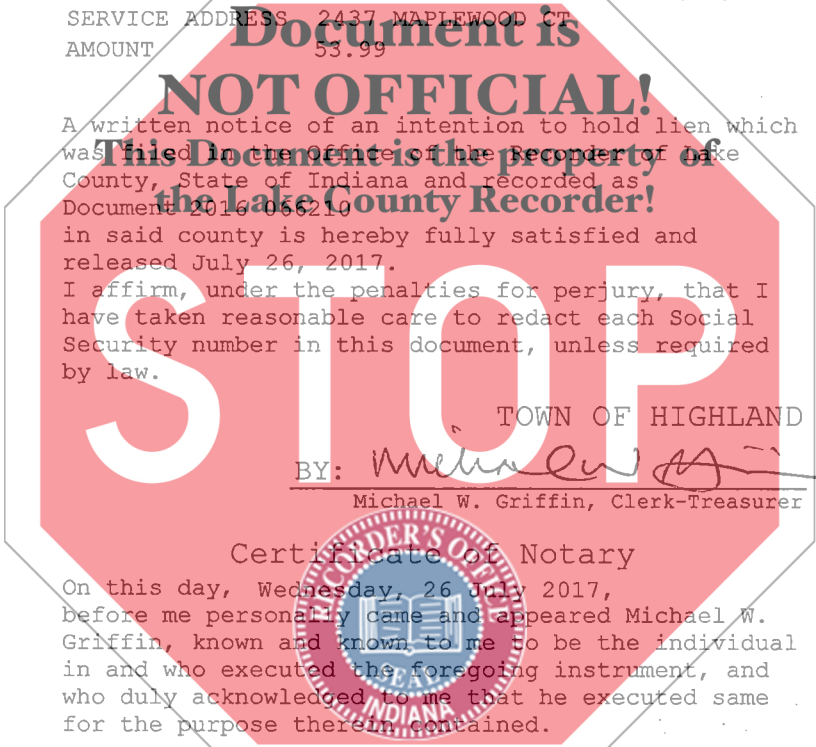 SERVICE ADDRESS 2437 MAPLEWOOD CT
AMOUNT 53.99
Document is
NOT OFFICIAL!
This Document is the property of
the Lake County Recorder!
A written notice of an intention to hold lien which
was filed in the Office of the Recorder of Lake
County, State of Indiana and recorded as
Document 2016 066210
in said county is hereby fully satisfied and
released July 26, 2017.
I affirm, under the penalties for perjury, that I
have taken reasonable care to redact each Social
Security number in this document, unless required
by law.
STOP
TOWN OF HIGHLAND
BY: Michael W Griffin
Michael W. Griffin, Clerk-Treasurer
Certificate of Notary
On this day, Wednesday, 26 July 2017,
before me personally came and appeared Michael W.
Griffin, known and known to me to be the individual
in and who executed the foregoing instrument, and
who duly acknowledged to me that he executed same
for the purpose therein contained.
RECORDER'S OFFICE
SEAL
INDIANA